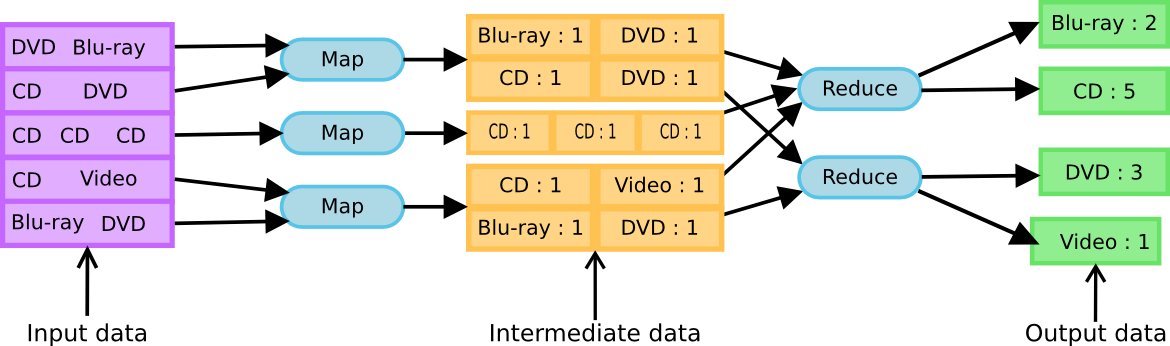 DVD Blu-ray
CD DVD
CD CD CD
CD Video
Blu-ray DVD
Input data
Map
Map
Map
Blu-ray : 1 DVD : 1
CD : 1 DVD : 1
CD : 1 CD : 1 CD : 1
CD : 1 Video : 1
Blu-ray : 1 DVD : 1
Intermediate data
Reduce
Reduce
Blu-ray : 2
CD : 5
DVD : 3
Video : 1
Output data